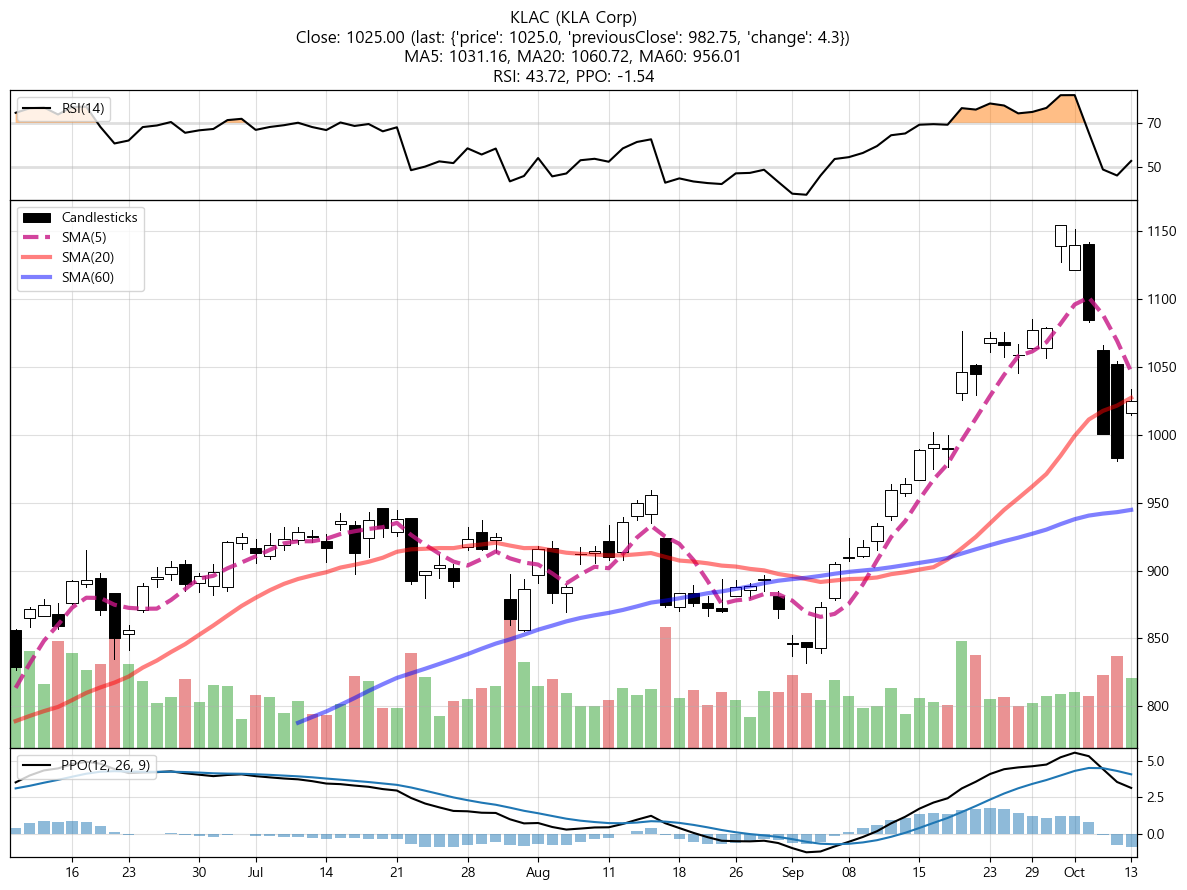 KLAC (KLA Corp)
Close: 1025.00 (last: {'price': 1025.0, 'previousClose': 982.75, 'change': 4.3})
MA5: 1031.16, MA20: 1060.72, MA60: 956.01
RSI: 43.72, PPO: -1.54
RSI(14)
70
50
Candlesticks
SMA(5)
SMA(20)
SMA(60)
1150
1100
1050
1000
950
900
850
800
PPO(12, 26, 9)
5.0
2.5
0.0
16 23 30 Jul 14 21 28 Aug 11 18 26 Sep 08 15 23 29 Oct 13